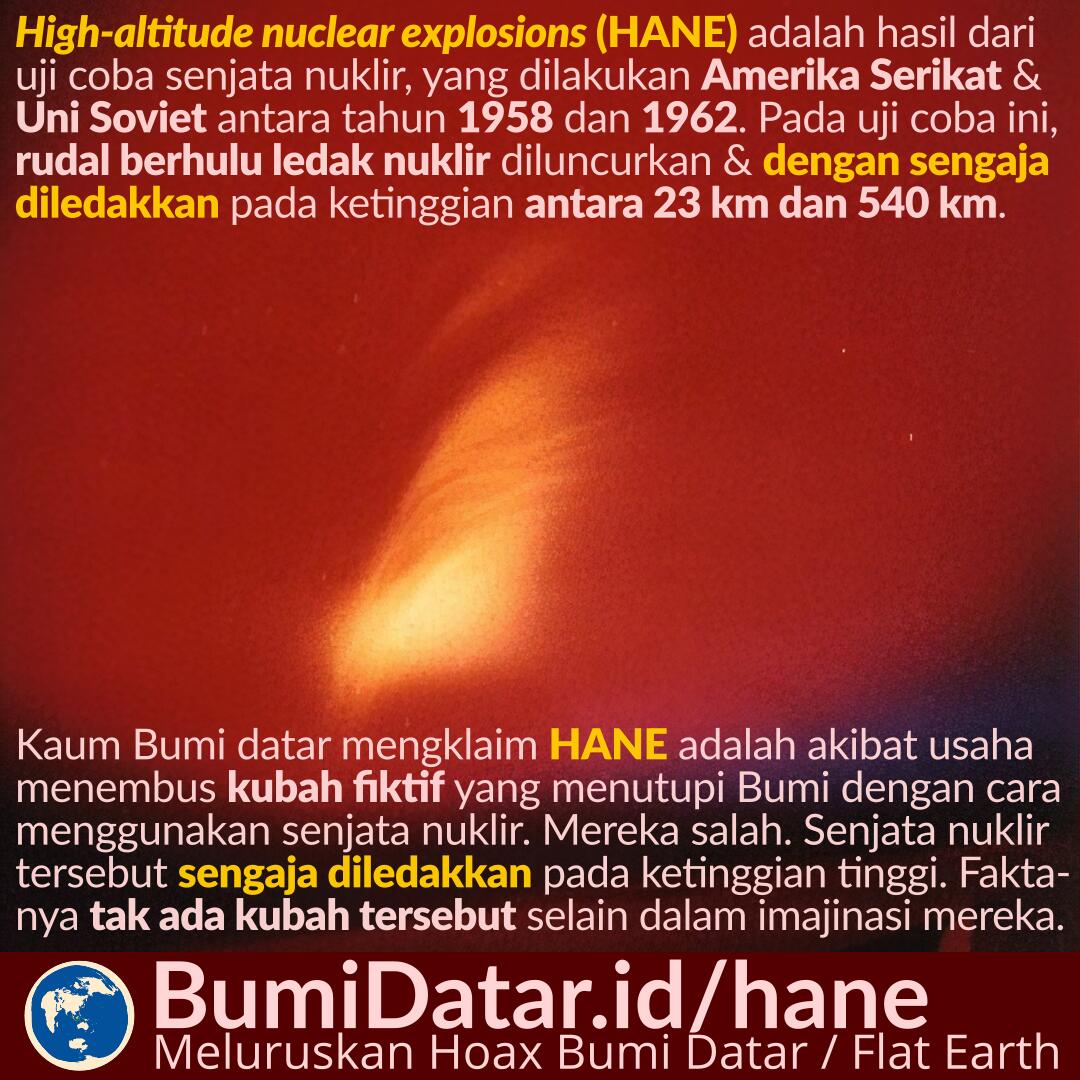 High-altitude nuclear explosions (HANE) adalah hasil dari
uji coba senjata nuklir, yang dilakukan Amerika Serikat &
Uni Soviet antara tahun 1958 dan 1962. Pada uji coba ini,
rudal berhulu ledak nuklir diluncurkan & dengan sengaja
diledakkan pada ketinggian antara 23 km dan 540 km.
Kaum Bumi datar mengklaim HANE adalah akibat usaha
menembus kubah fiktif yang menutupi Bumi dengan cara
menggunakan senjata nuklir. Mereka salah. Senjata nuklir
tersebut sengaja diledakkan pada ketinggian tinggi. Fakta-
nya tak ada kubah tersebut selain dalam imajinasi mereka.
BumiDatar.id/hane
Meluruskan Hoax Bumi Datar / Flat Earth